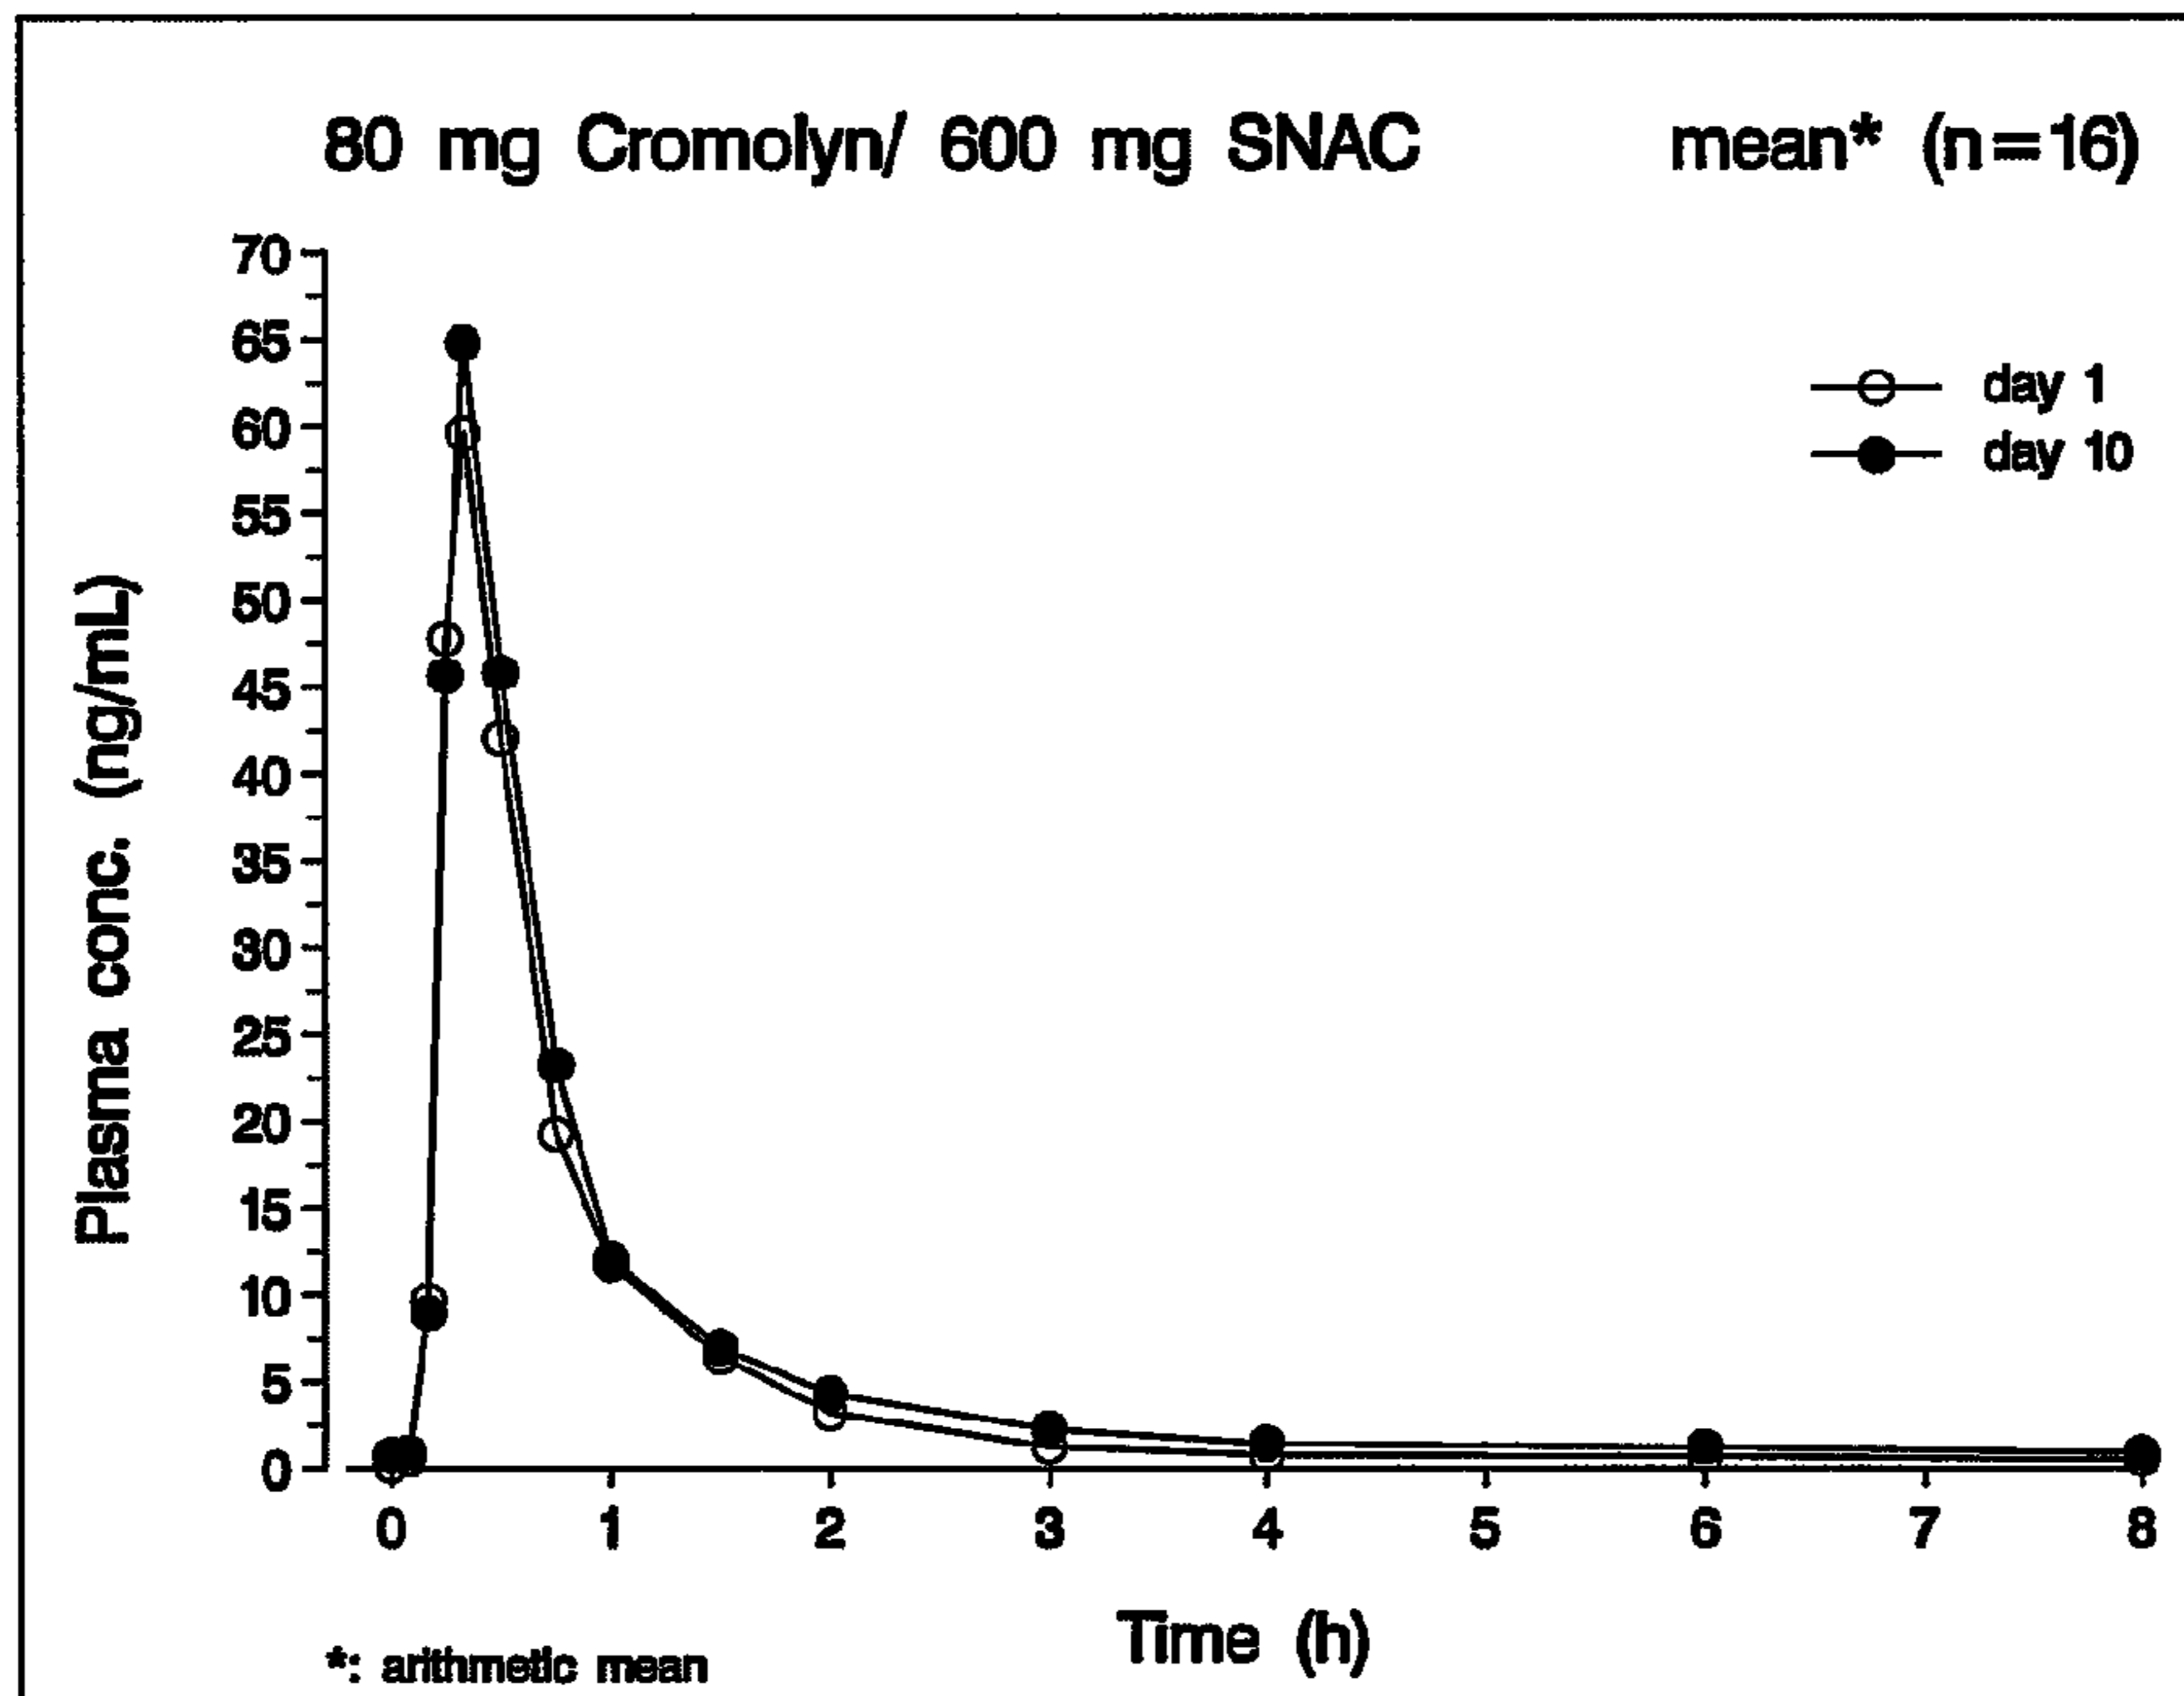 80 mg Cromolyn/ 600 mg SNAC mean* (n=16)
70
65
60
55
50
45
40
35
30
25
20
15
10
5
0
Plasma conc. (ng/mL)
day 1
day 10
0 1 2 3 4 5 6 7 8
Time (h)
*: arithmetic mean